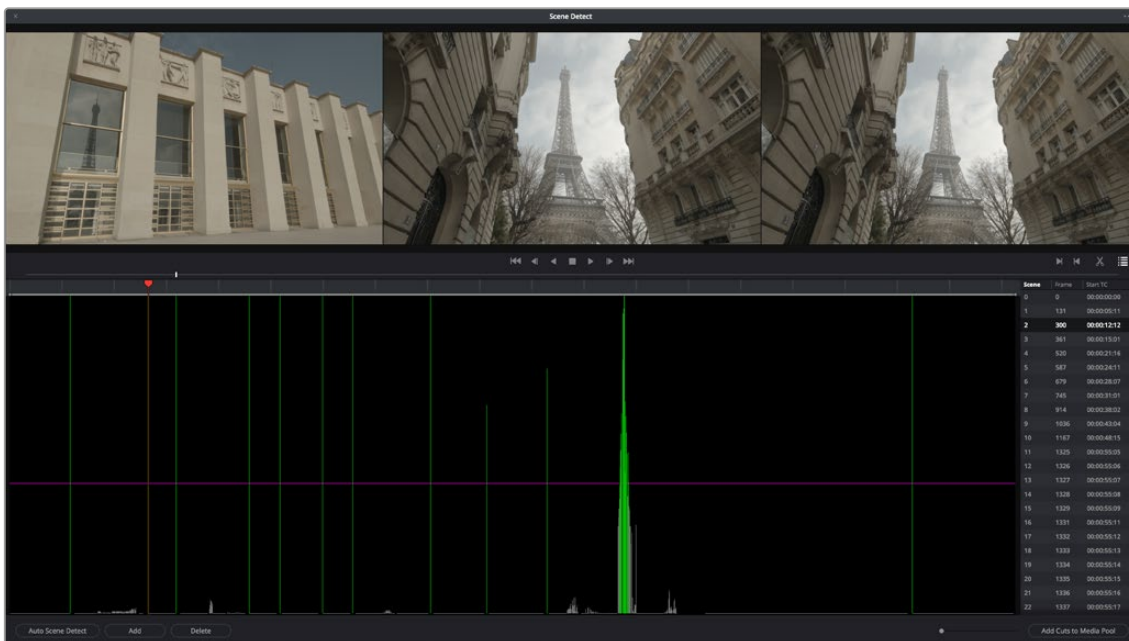 Scene Detect
Scene Frame Start TC
0 0 00:00:00:00
1 131 00:00:05:11
2 300 00:00:12:12
3 361 00:00:15:01
4 520 00:00:21:16
5 587 00:00:24:11
6 679 00:00:28:07
7 745 00:00:31:01
8 914 00:00:38:02
9 1036 00:00:43:04
10 1167 00:00:48:15
11 1325 00:00:55:05
12 1326 00:00:55:06
13 1327 00:00:55:07
14 1328 00:00:55:08
15 1329 00:00:55:09
16 1331 00:00:55:11
17 1332 00:00:55:12
18 1333 00:00:55:13
19 1334 00:00:55:14
20 1335 00:00:55:15
21 1336 00:00:55:16
22 1337 00:00:55:17
Auto Scene Detect Add Delete Add Cuts to Media Pool